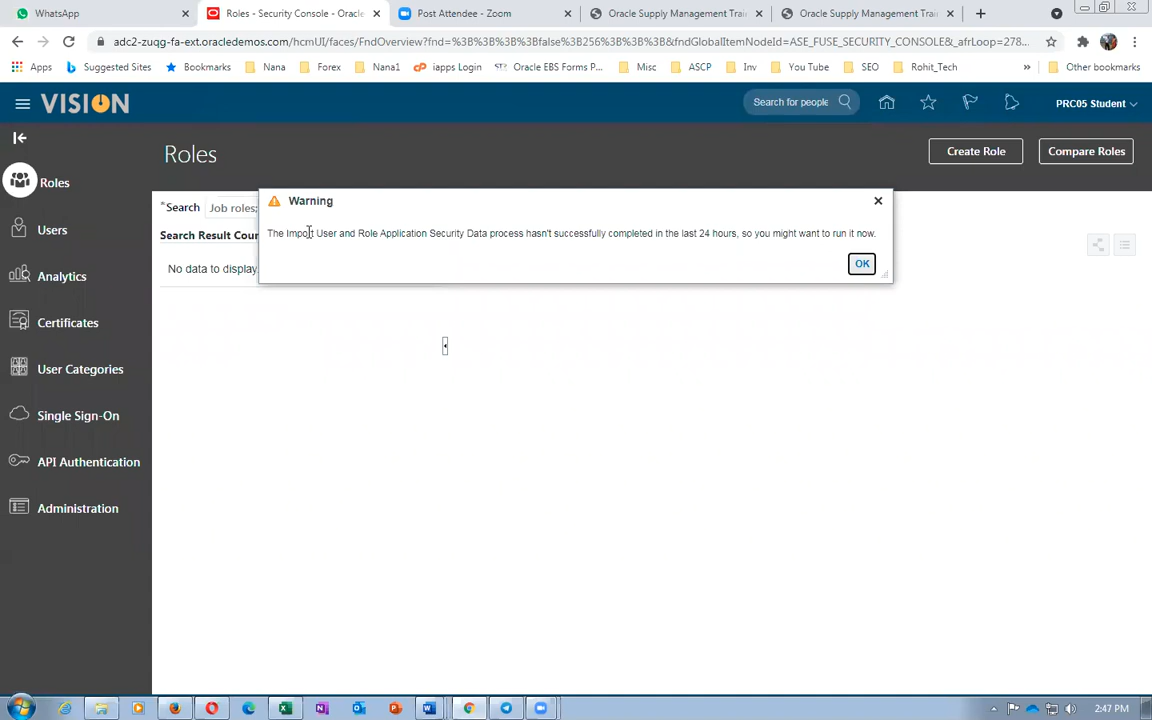 WhatsApp
Roles - Security Console - Oracle
Post Attendee - Zoom
Oracle Supply Management Trai
Oracle Supply Management Trai
adc2-zuqg-fa-ext.oracledemos.com/hcmUI/faces/FndOverview?fnd=%3B%3B%3B%3Bfalse%3B256%3B%3B%3B&fndGlobalItemNodeId=ASE_FUSE_SECURITY_CONSOLE&_afrLoop=278...
Apps
Suggested Sites
Bookmarks
Nana
Forex
Nana1
iapps Login
Oracle EBS Forms P...
Misc
ASCP
Inv
You Tube
SEO
Rohit_Tech
»
Other bookmarks
VISION
Search for people
PRC05 Student
Roles
Create Role
Compare Roles
Roles
Users
Analytics
Certificates
User Categories
Single Sign-On
API Authentication
Administration
*Search
Job roles;
Search Result Coun
No data to display.
Warning
The Import User and Role Application Security Data process hasn't successfully completed in the last 24 hours, so you might want to run it now.
OK
2:47 PM